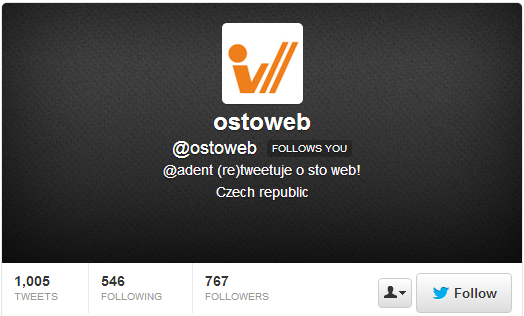 ostoweb
@ostoweb FOLLOWS YOU
@adent (re)tweetuje o sto web!
Czech republic
1,005 546 767
TWEETS FOLLOWING FOLLOWERS
Follow